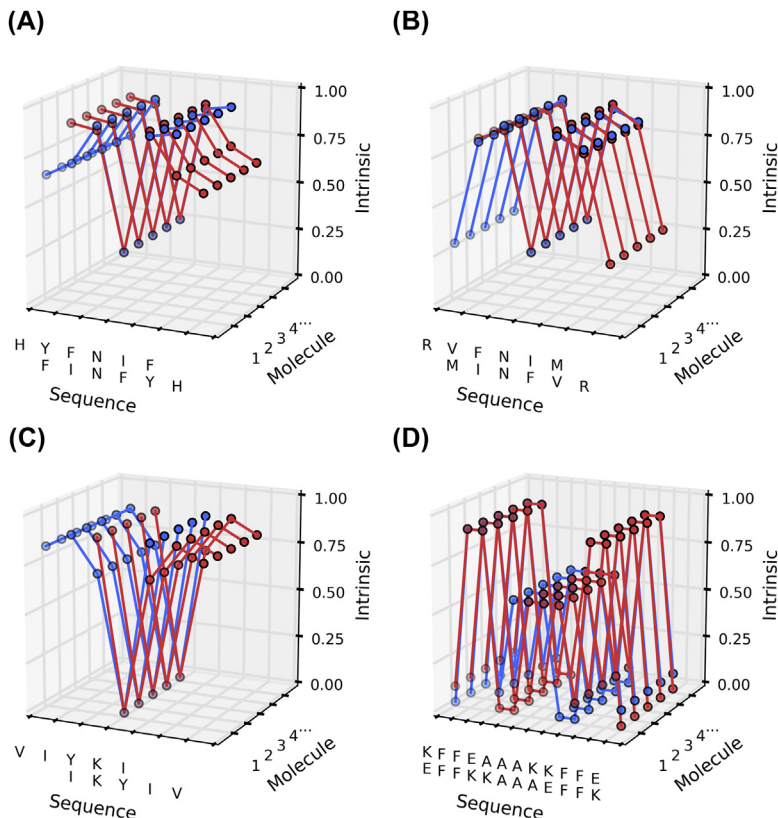 (A)
1.00
0.75
0.50
0.25
0.00
Intrinsic
1 2 3 4...
Molecule
H Y F N I F
F I N F Y H
Sequence
(B)
1.00
0.75
0.50
0.25
0.00
Intrinsic
1 2 3 4...
Molecule
R V F N I M
M I N F V R
Sequence
(C)
1.00
0.75
0.50
0.25
0.00
Intrinsic
1 2 3 4...
Molecule
V I Y K I
I K Y I V
Sequence
(D)
1.00
0.75
0.50
0.25
0.00
Intrinsic
1 2 3 4...
Molecule
K F F E A A A K K F F E
E F F K K A A A E F F K
Sequence